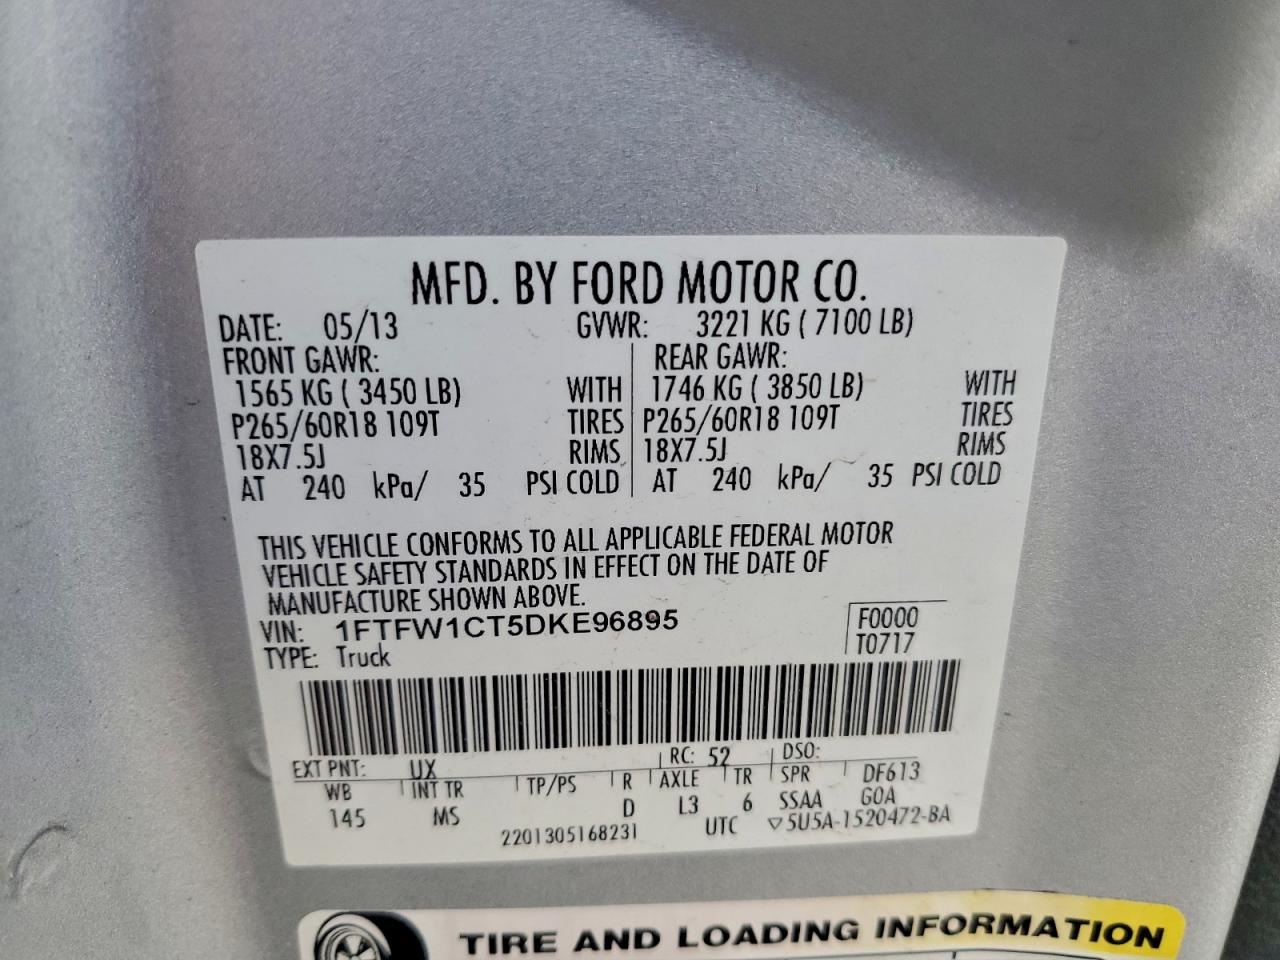 MFD. BY FORD MOTOR CO.
DATE: 05/13 GVWR: 3221 KG ( 7100 LB)
FRONT GAWR: REAR GAWR:
1565 KG ( 3450 LB) WITH 1746 KG ( 3850 LB) WITH
P265/60R18 109T TIRES P265/60R18 109T TIRES
18X7.5J RIMS 18X7.5J RIMS
AT 240 kPa/ 35 PSI COLD AT 240 kPa/ 35 PSI COLD
THIS VEHICLE CONFORMS TO ALL APPLICABLE FEDERAL MOTOR
VEHICLE SAFETY STANDARDS IN EFFECT ON THE DATE OF
MANUFACTURE SHOWN ABOVE.
VIN: 1FTFW1CT5DKE96895 F0000
TYPE: Truck T0717
EXT PNT: UX RC: 52 DSO:
WB INT TR TP/PS R AXLE TR SPR DF613
145 MS D L3 6 SSAA GOA
2201305168231 UTC ▽5U5A-1520472-BA
TIRE AND LOADING INFORMATION